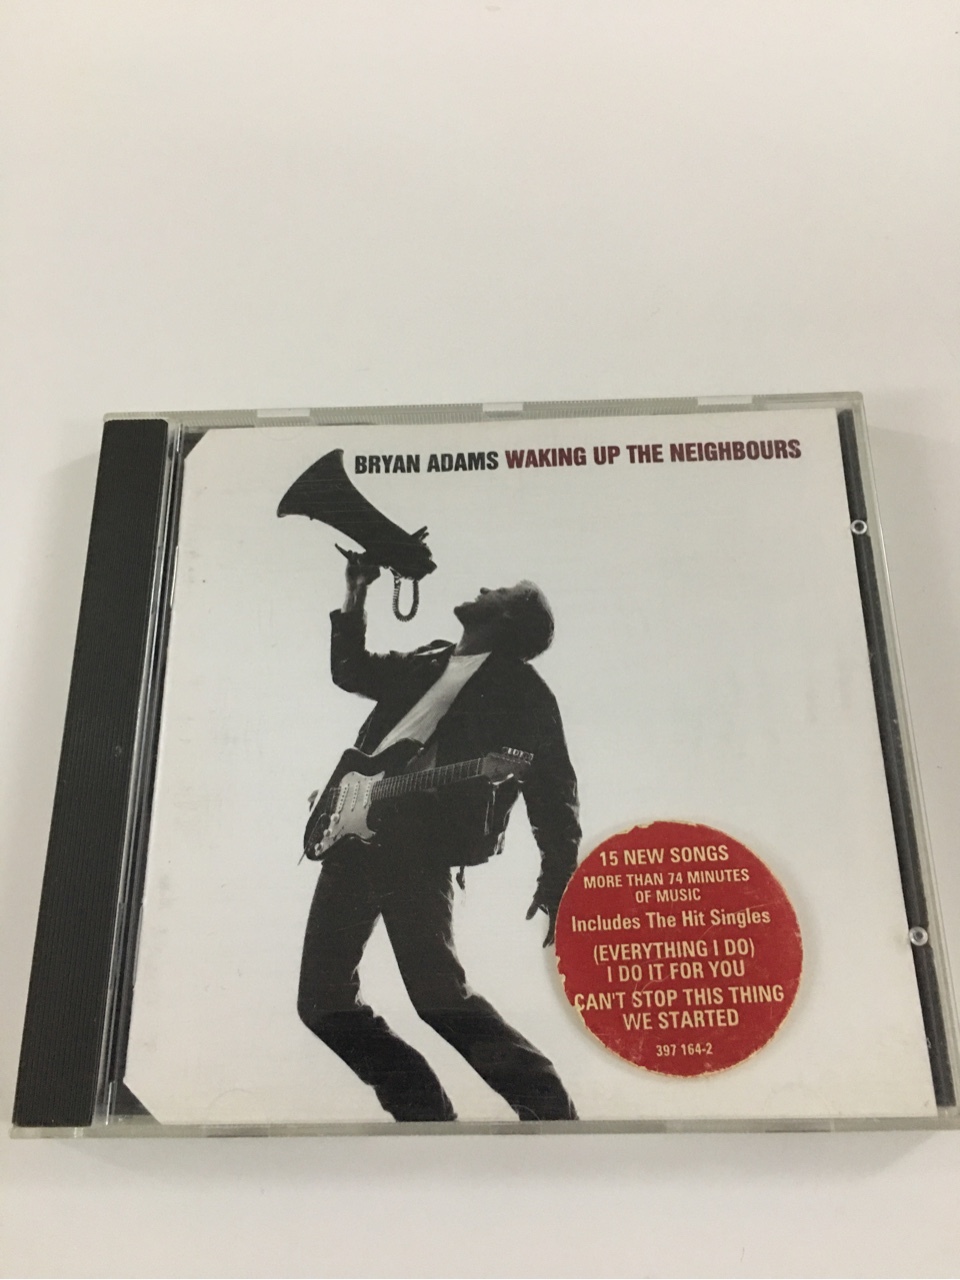 BRYAN ADAMS WAKING UP THE NEIGHBOURS
15 NEW SONGS
MORE THAN 74 MINUTES
OF MUSIC
Includes The Hit Singles
(EVERYTHING I DO)
I DO IT FOR YOU
CAN'T STOP THIS THING
WE STARTED
397 164-2